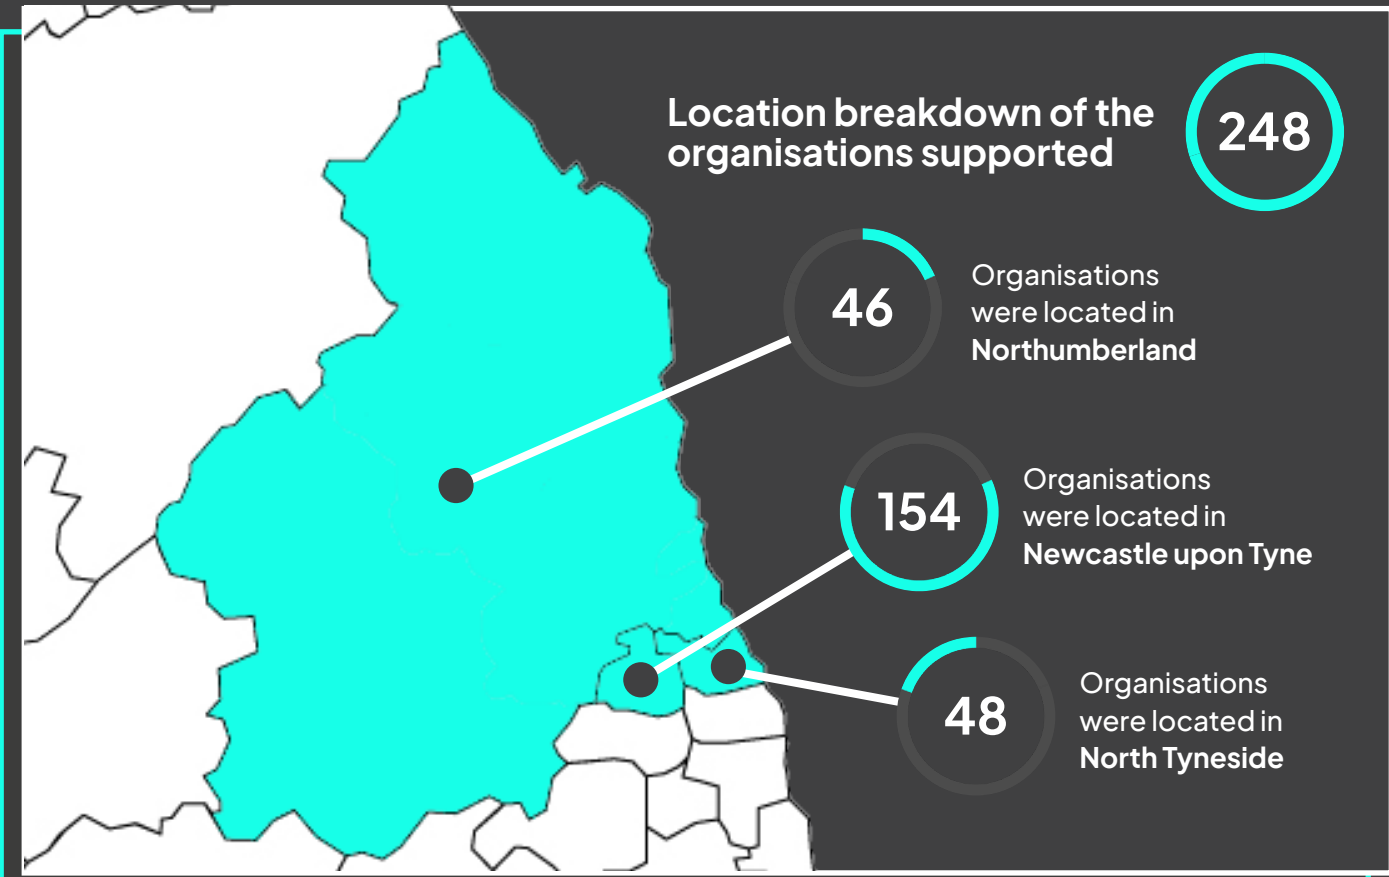 Location breakdown of the
organisations supported
248
46
Organisations
were located in
Northumberland
154
Organisations
were located in
Newcastle upon Tyne
48
Organisations
were located in
North Tyneside